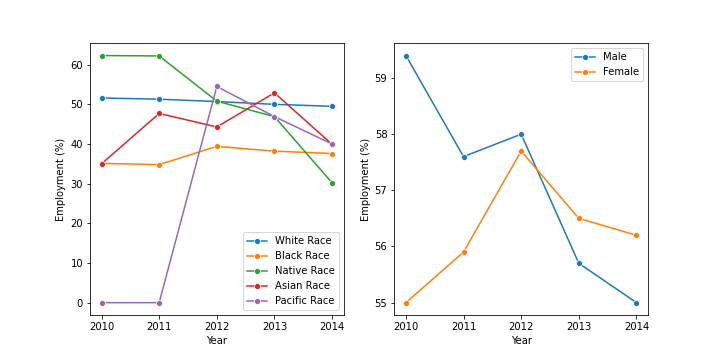 60
50
40
30
20
10
0
Employment (%)
2010 2011 2012 2013 2014
Year
White Race
Black Race
Native Race
Asian Race
Pacific Race
59
58
57
56
55
Employment (%)
2010 2011 2012 2013 2014
Year
Male
Female